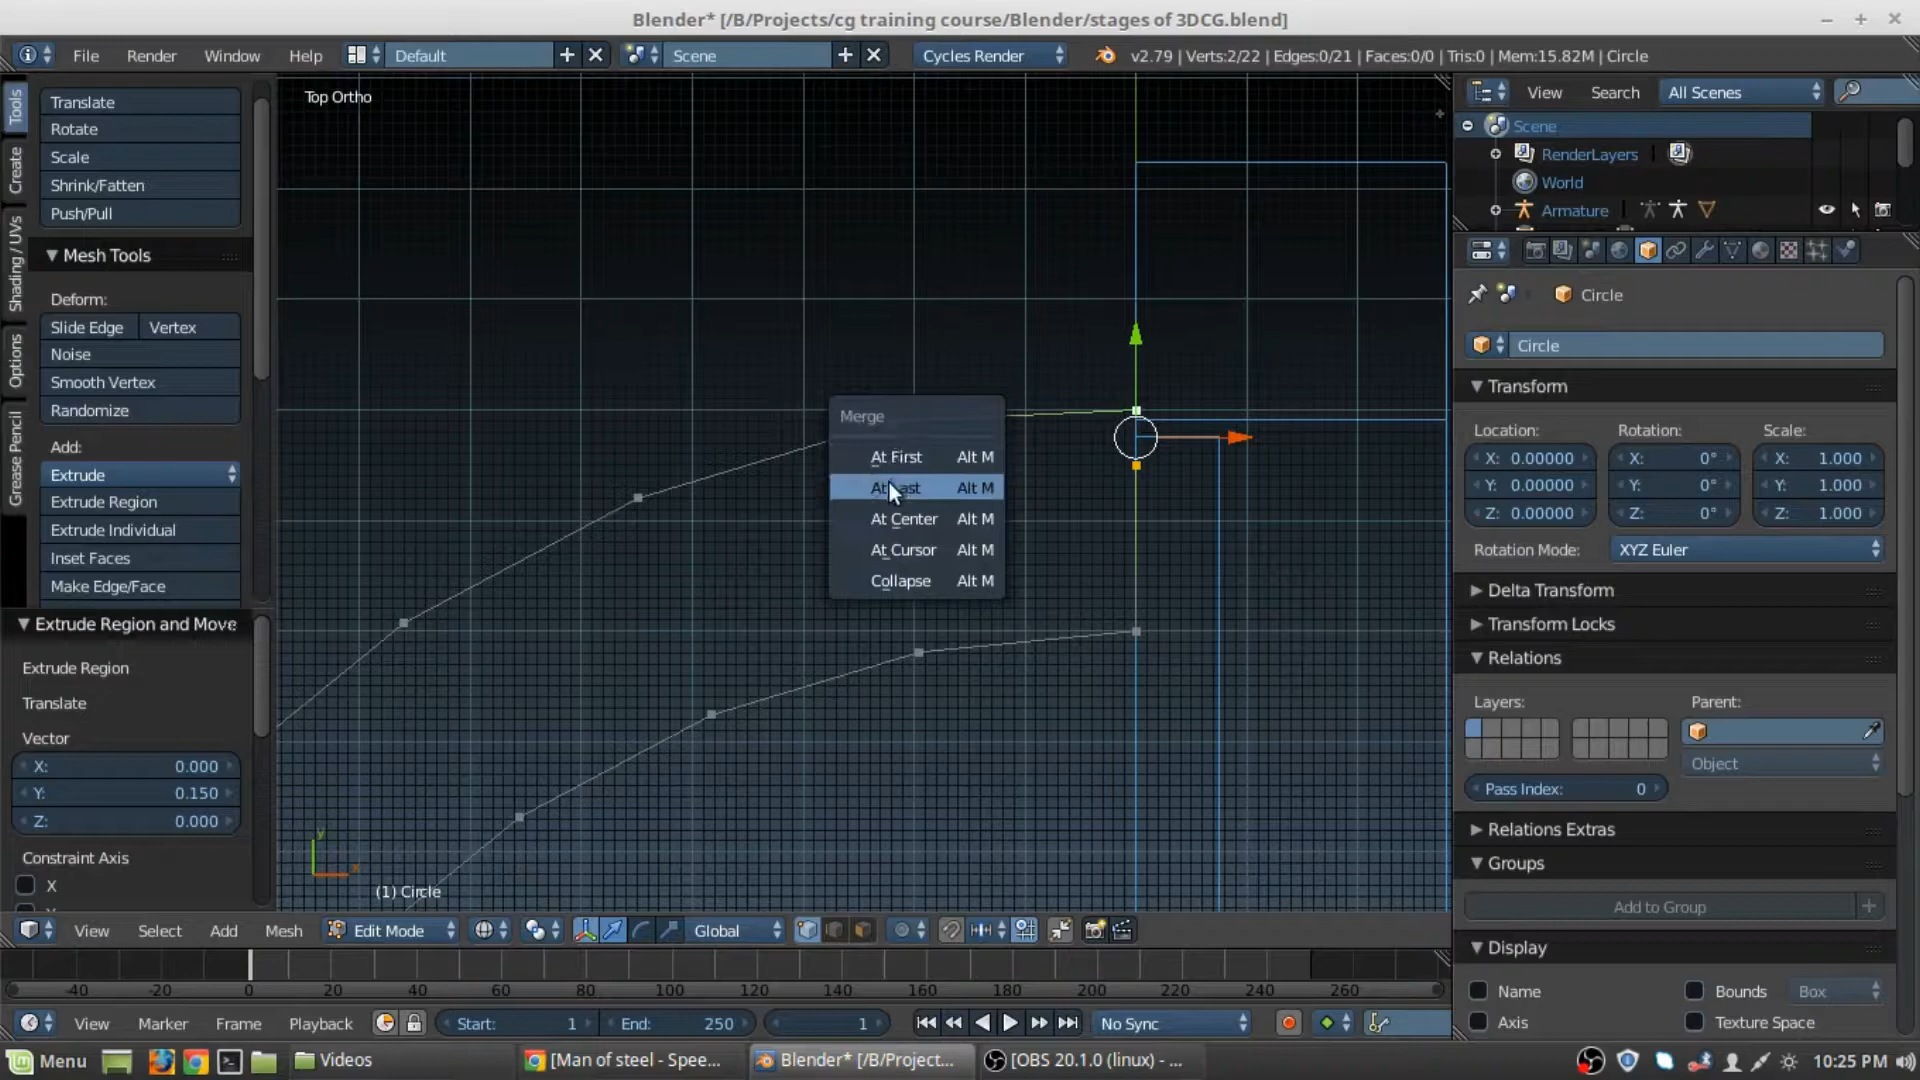 Blender* [/B/Projects/cg training course/Blender/stages of 3DCG.blend]
File Render Window Help Default Scene Cycles Render v2.79 | Verts:2/22 | Edges:0/21 | Faces:0/0 | Tris:0 | Mem:15.82M | Circle
Tools
Create
Shading / UVs
Options
Grease Pencil
Translate
Rotate
Scale
Shrink/Fatten
Push/Pull
Mesh Tools
Deform:
Slide Edge Vertex
Noise
Smooth Vertex
Randomize
Add:
Extrude
Extrude Region
Extrude Individual
Inset Faces
Make Edge/Face
Extrude Region and Move
Extrude Region
Translate
Vector
X: 0.000
Y: 0.150
Z: 0.000
Constraint Axis
X
Top Ortho
Merge
At First Alt M
At Last Alt M
At Center Alt M
At Cursor Alt M
Collapse Alt M
y
x
(1) Circle
View Select Add Mesh Edit Mode Global
View Search All Scenes
Scene
RenderLayers
World
Armature
Circle
Circle
Transform
Location: Rotation: Scale:
X: 0.00000 X: 0° X: 1.000
Y: 0.00000 Y: 0° Y: 1.000
Z: 0.00000 Z: 0° Z: 1.000
Rotation Mode: XYZ Euler
Delta Transform
Transform Locks
Relations
Layers: Parent:
Object
Pass Index: 0
Relations Extras
Groups
Add to Group
Display
Name Bounds Box
Axis Texture Space
-40 -20 0 20 40 60 80 100 120 140 160 180 200 220 240 260
View Marker Frame Playback Start: 1 End: 250 1 No Sync
Menu Videos [Man of steel - Spee... Blender* [/B/Project... [OBS 20.1.0 (linux) - ... 10:25 PM